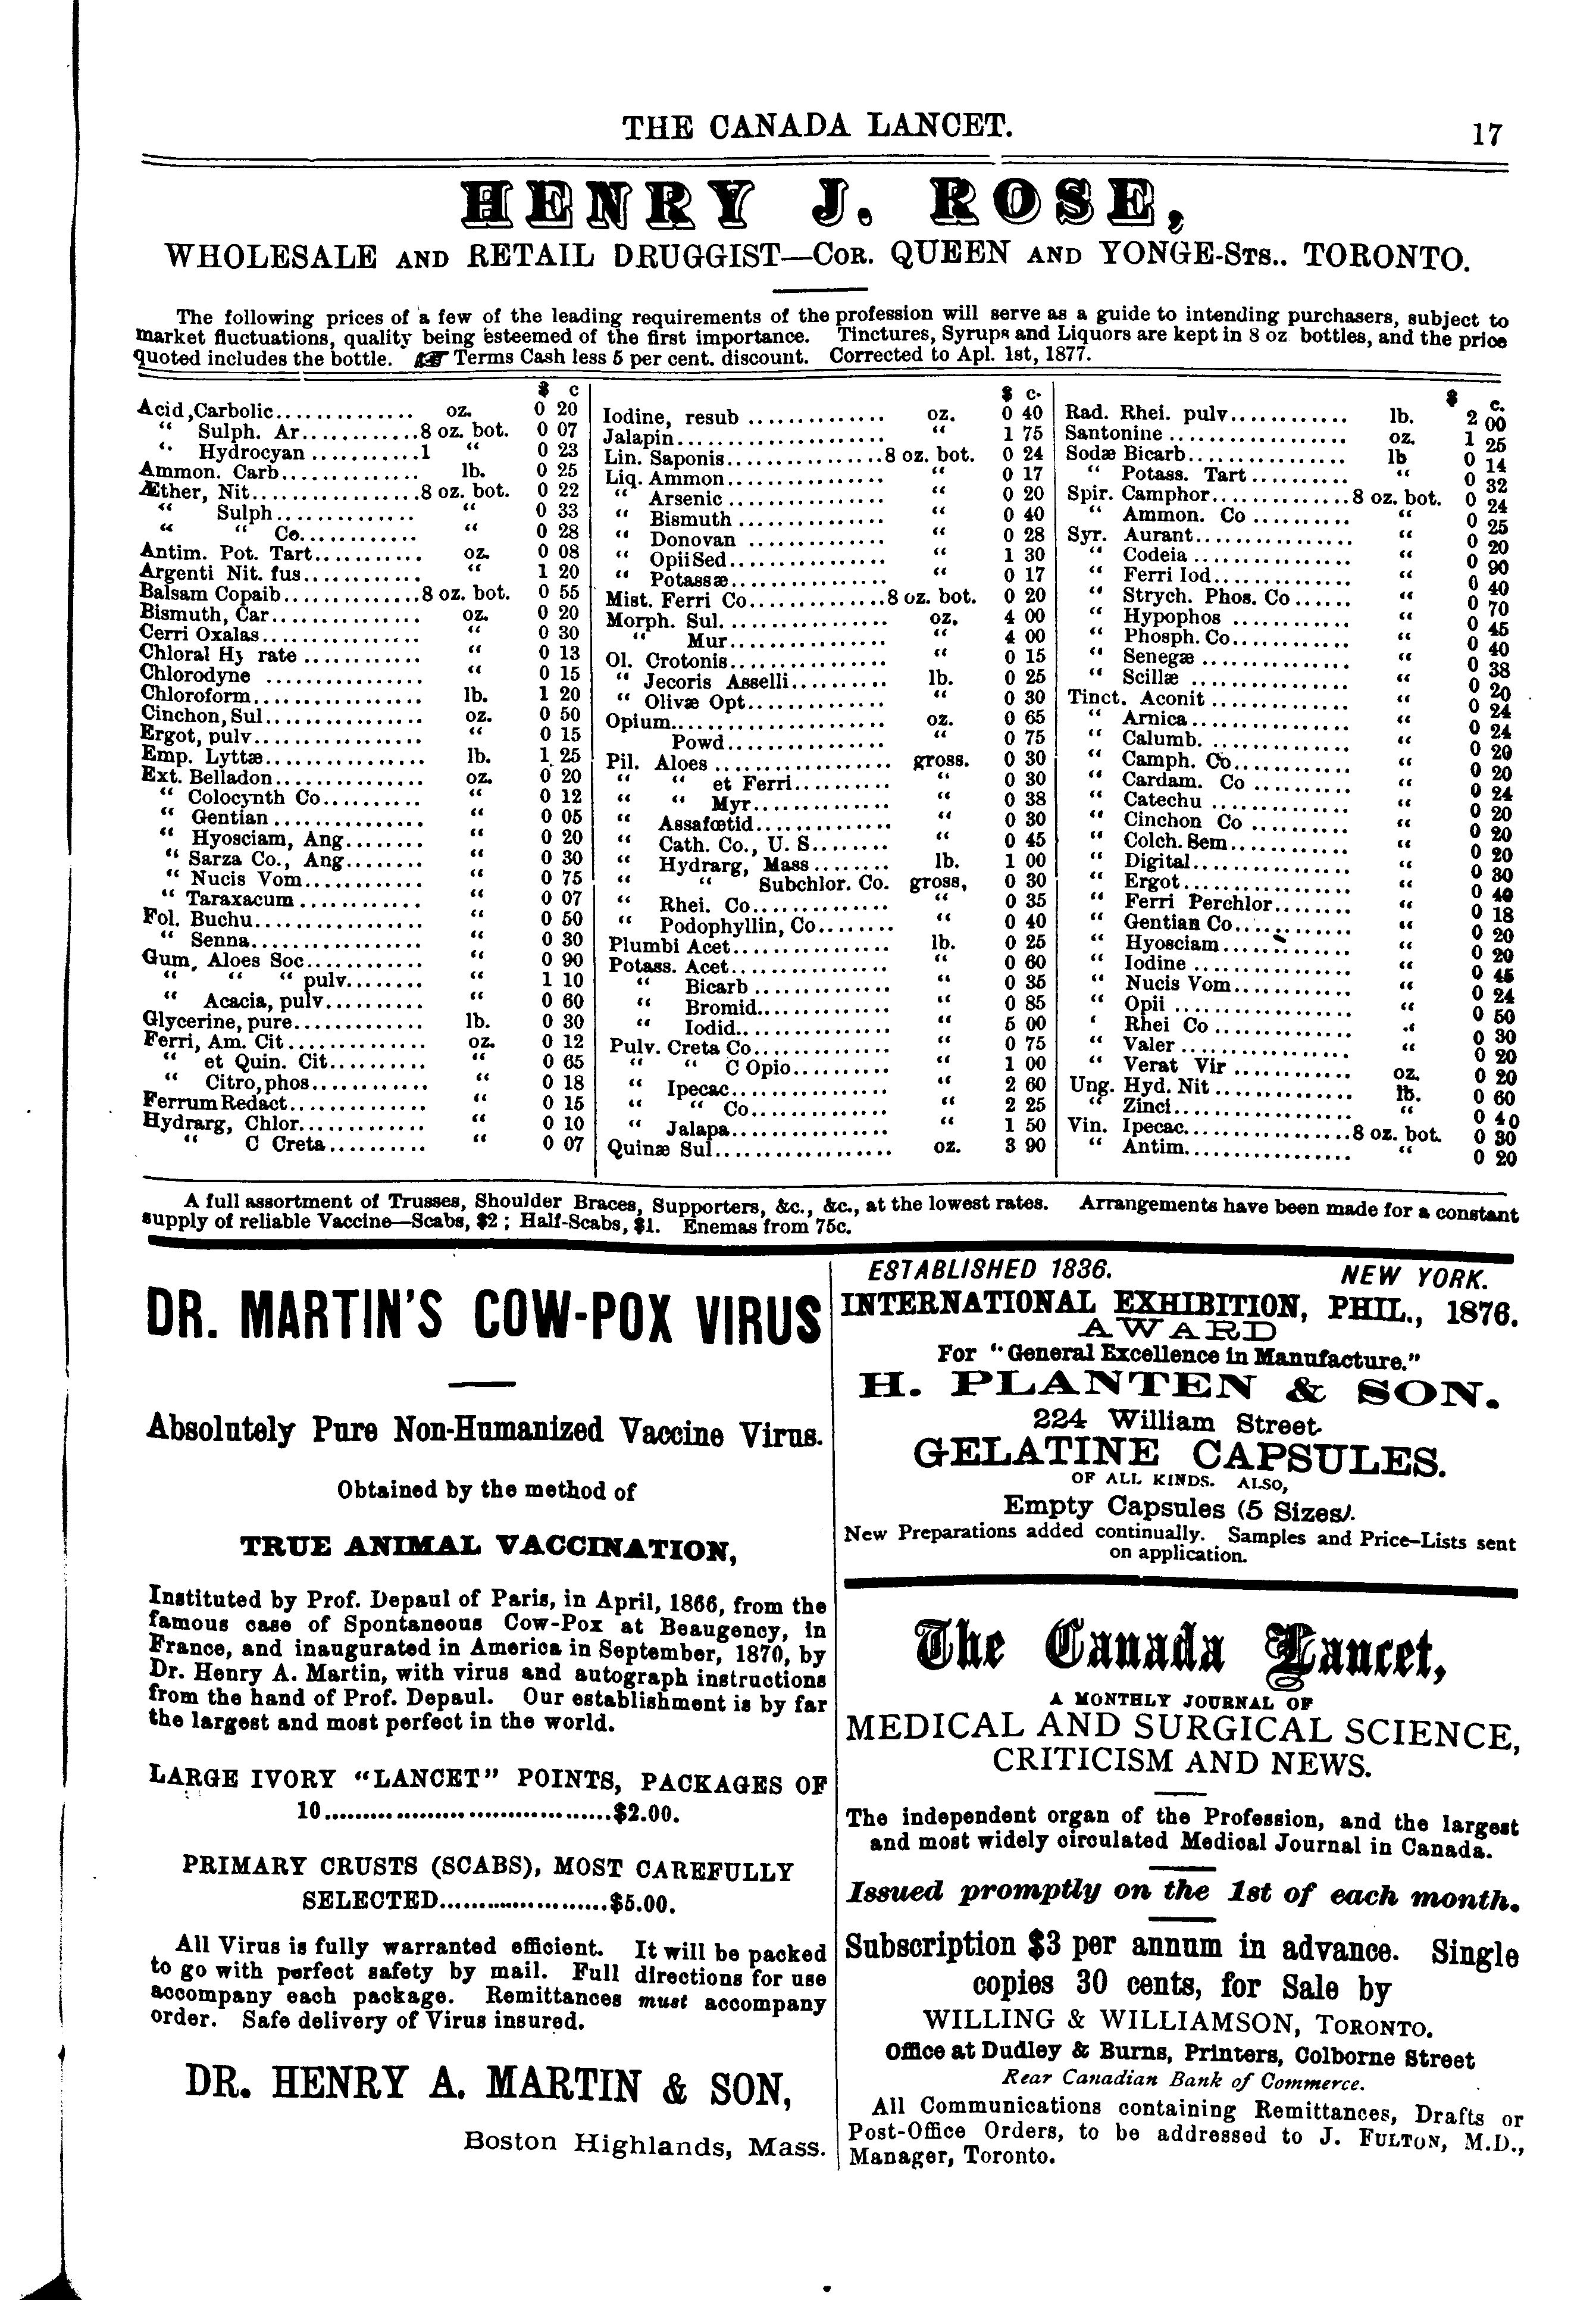 THE CANADA LANCET. 17
HENRY J. ROSE,
WHOLESALE AND RETAIL DRUGGIST—COR. QUEEN AND YONGE-STS.. TORONTO.
The following prices of a few of the leading requirements of the profession will serve as a guide to intending purchasers, subject to
market fluctuations, quality being esteemed of the first importance. Tinctures, Syrups and Liquors are kept in 8 oz. bottles, and the price
quoted includes the bottle. ☞ Terms Cash less 5 per cent. discount. Corrected to Apl. 1st, 1877.
$ c
Acid, Carbolic.............. oz. 0 20
“ Sulph. Ar............8 oz. bot. 0 07
“ Hydrocyan ...........1 “ 0 23
Ammon. Carb.............. lb. 0 25
Æther, Nit.................8 oz. bot. 0 22
“ Sulph.............. “ 0 33
“ “ Co............ “ 0 28
Antim. Pot. Tart........... oz. 0 08
Argenti Nit. fus............ “ 1 20
Balsam Copaib..............8 oz. bot. 0 55
Bismuth, Car ............... oz. 0 20
Cerri Oxalas................ “ 0 30
Chloral Hy rate ............ “ 0 13
Chlorodyne ................ “ 0 15
Chloroform................. lb. 1 20
Cinchon, Sul................ oz. 0 50
Ergot, pulv................. “ 0 15
Emp. Lyttæ................ lb. 1 25
Ext. Belladon............... oz. 0 20
“ Colocynth Co.......... “ 0 12
“ Gentian ............... “ 0 05
“ Hyosciam, Ang........ “ 0 20
“ Sarza Co., Ang........ “ 0 30
“ Nucis Vom............ “ 0 75
“ Taraxacum ............ “ 0 07
Fol. Buchu................. “ 0 50
“ Senna................. “ 0 30
Gum, Aloes Soc............ “ 0 90
“ “ “ pulv........ “ 1 10
“ Acacia, pulv.......... “ 0 60
Glycerine, pure............. lb. 0 30
Ferri, Am. Cit.............. oz. 0 12
“ et Quin. Cit.......... “ 0 65
“ Citro, phos............ “ 0 18
Ferrum Redact.............. “ 0 15
Hydrarg, Chlor............. “ 0 10
“ C Creta.......... “ 0 07
$ c.
Iodine, resub .............. oz. 0 40
Jalapin..................... “ 1 75
Lin. Saponis................8 oz. bot. 0 24
Liq. Ammon................ “ 0 17
“ Arsenic ................ “ 0 20
“ Bismuth ............... “ 0 40
“ Donovan .............. “ 0 28
“ Opii Sed................ “ 1 30
“ Potassæ................ “ 0 17
Mist. Ferri Co..............8 oz. bot. 0 20
Morph. Sul................. oz. 4 00
“ Mur................ “ 4 00
Ol. Crotonis................ “ 0 15
“ Jecoris Asselli.......... lb. 0 25
“ Olivæ Opt.............. “ 0 30
Opium..................... oz. 0 65
Powd................ “ 0 75
Pil. Aloes .................. gross. 0 30
“ “ et Ferri.......... “ 0 30
“ “ Myr.............. “ 0 38
“ Assafœtid.............. “ 0 30
“ Cath. Co., U. S........ “ 0 45
“ Hydrarg, Mass ........ lb. 1 00
“ “ Subchlor. Co. gross, 0 30
“ Rhei. Co.............. “ 0 35
“ Podophyllin, Co........ “ 0 40
Plumbi Acet................ lb. 0 25
Potass. Acet................ “ 0 60
“ Bicarb .............. “ 0 35
“ Bromid.............. “ 0 85
“ Iodid................ “ 5 00
Pulv. Creta Co.............. “ 0 75
“ “ C Opio.......... “ 1 00
“ Ipecac................ “ 2 60
“ “ Co.............. “ 2 25
“ Jalapa................ “ 1 50
Quinæ Sul.................. oz. 3 90
$ c.
Rad. Rhei. pulv............ lb. 2 00
Santonine .................. oz. 1 25
Sodæ Bicarb................ lb 0 14
“ Potass. Tart .......... “ 0 32
Spir. Camphor..............8 oz. bot. 0 24
“ Ammon. Co .......... “ 0 25
Syr. Aurant................ “ 0 20
“ Codeia ................ “ 0 90
“ Ferri Iod.............. “ 0 40
“ Strych. Phos. Co...... “ 0 70
“ Hypophos ............ “ 0 45
“ Phosph. Co............ “ 0 40
“ Senegæ ............... “ 0 38
“ Scillæ ................ “ 0 20
Tinct. Aconit .............. “ 0 24
“ Arnica................ “ 0 24
“ Calumb. .............. “ 0 20
“ Camph. Co............ “ 0 20
“ Cardam. Co .......... “ 0 24
“ Catechu .............. “ 0 20
“ Cinchon Co .......... “ 0 20
“ Colch. Sem............ “ 0 20
“ Digital................ “ 0 30
“ Ergot................. “ 0 40
“ Ferri Perchlor........ “ 0 18
“ Gentian Co............ “ 0 20
“ Hyosciam............. “ 0 20
“ Iodine ................ “ 0 45
“ Nucis Vom............ “ 0 24
“ Opii .................. “ 0 50
‘ Rhei Co .............. “ 0 30
“ Valer ................. “ 0 20
“ Verat Vir ............ oz. 0 20
Ung. Hyd. Nit .............. lb. 0 60
“ Zinci.................. “ 0 40
Vin. Ipecac.................8 oz. bot. 0 30
“ Antim................. “ 0 20
A full assortment of Trusses, Shoulder Braces, Supporters, &c., &c., at the lowest rates. Arrangements have been made for a constant
supply of reliable Vaccine—Scabs, $2 ; Half-Scabs, $1. Enemas from 75c.
DR. MARTIN'S COW-POX VIRUS
Absolutely Pure Non-Humanized Vaccine Virus.
Obtained by the method of
TRUE ANIMAL VACCINATION,
Instituted by Prof. Depaul of Paris, in April, 1866, from the
famous case of Spontaneous Cow-Pox at Beaugency, in
France, and inaugurated in America in September, 1870, by
Dr. Henry A. Martin, with virus and autograph instructions
from the hand of Prof. Depaul. Our establishment is by far
the largest and most perfect in the world.
LARGE IVORY “LANCET” POINTS, PACKAGES OF
10....................................$2.00.
PRIMARY CRUSTS (SCABS), MOST CAREFULLY
SELECTED......................$5.00.
All Virus is fully warranted efficient. It will be packed
to go with perfect safety by mail. Full directions for use
accompany each package. Remittances must accompany
order. Safe delivery of Virus insured.
DR. HENRY A. MARTIN & SON,
Boston Highlands, Mass.
ESTABLISHED 1836. NEW YORK.
INTERNATIONAL EXHIBITION, PHIL., 1876.
AWARD
For “General Excellence in Manufacture.”
H. PLANTEN & SON.
224 William Street
GELATINE CAPSULES.
OF ALL KINDS. ALSO,
Empty Capsules (5 Sizes).
New Preparations added continually. Samples and Price-Lists sent
on application.
The Canada Lancet,
A MONTHLY JOURNAL OF
MEDICAL AND SURGICAL SCIENCE,
CRITICISM AND NEWS.
The independent organ of the Profession, and the largest
and most widely circulated Medical Journal in Canada.
Issued promptly on the 1st of each month.
Subscription $3 per annum in advance. Single
copies 30 cents, for Sale by
WILLING & WILLIAMSON, TORONTO.
Office at Dudley & Burns, Printers, Colborne Street
Rear Canadian Bank of Commerce.
All Communications containing Remittances, Drafts or
Post-Office Orders, to be addressed to J. FULTON, M.D.,
Manager, Toronto.